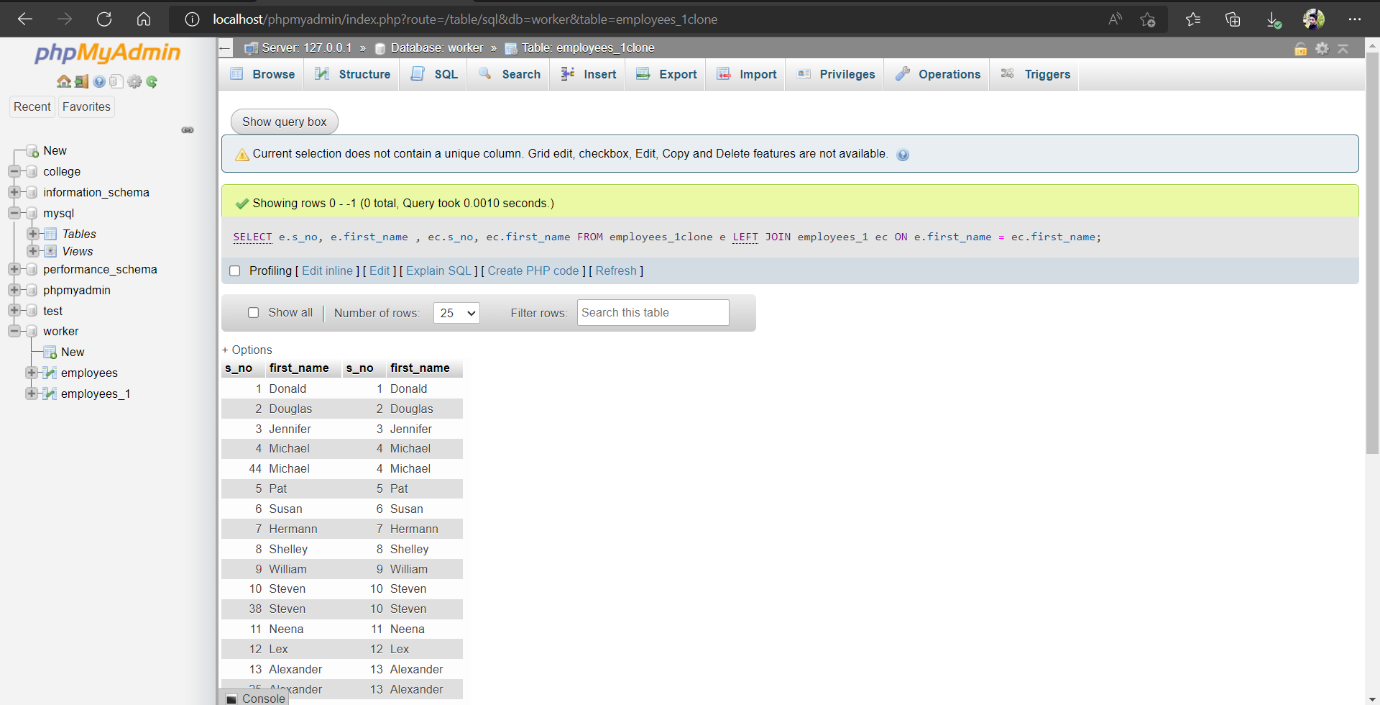 localhost/phpmyadmin/index.php?route=/table/sql&db=worker&table=employees_1clone
phpMyAdmin
Recent Favorites
New
college
information_schema
mysql
Tables
Views
performance_schema
phpmyadmin
test
worker
New
employees
employees_1
Server: 127.0.0.1 » Database: worker » Table: employees_1clone
Browse Structure SQL Search Insert Export Import Privileges Operations Triggers
Show query box
Current selection does not contain a unique column. Grid edit, checkbox, Edit, Copy and Delete features are not available.
Showing rows 0 - -1 (0 total, Query took 0.0010 seconds.)
SELECT e.s_no, e.first_name , ec.s_no, ec.first_name FROM employees_1clone e LEFT JOIN employees_1 ec ON e.first_name = ec.first_name;
Profiling [ Edit inline ] [ Edit ] [ Explain SQL ] [ Create PHP code ] [ Refresh ]
Show all Number of rows: 25 Filter rows: Search this table
+ Options
s_no first_name s_no first_name
1 Donald 1 Donald
2 Douglas 2 Douglas
3 Jennifer 3 Jennifer
4 Michael 4 Michael
44 Michael 4 Michael
5 Pat 5 Pat
6 Susan 6 Susan
7 Hermann 7 Hermann
8 Shelley 8 Shelley
9 William 9 William
10 Steven 10 Steven
38 Steven 10 Steven
11 Neena 11 Neena
12 Lex 12 Lex
13 Alexander 13 Alexander
Alexander 13 Alexander
Console